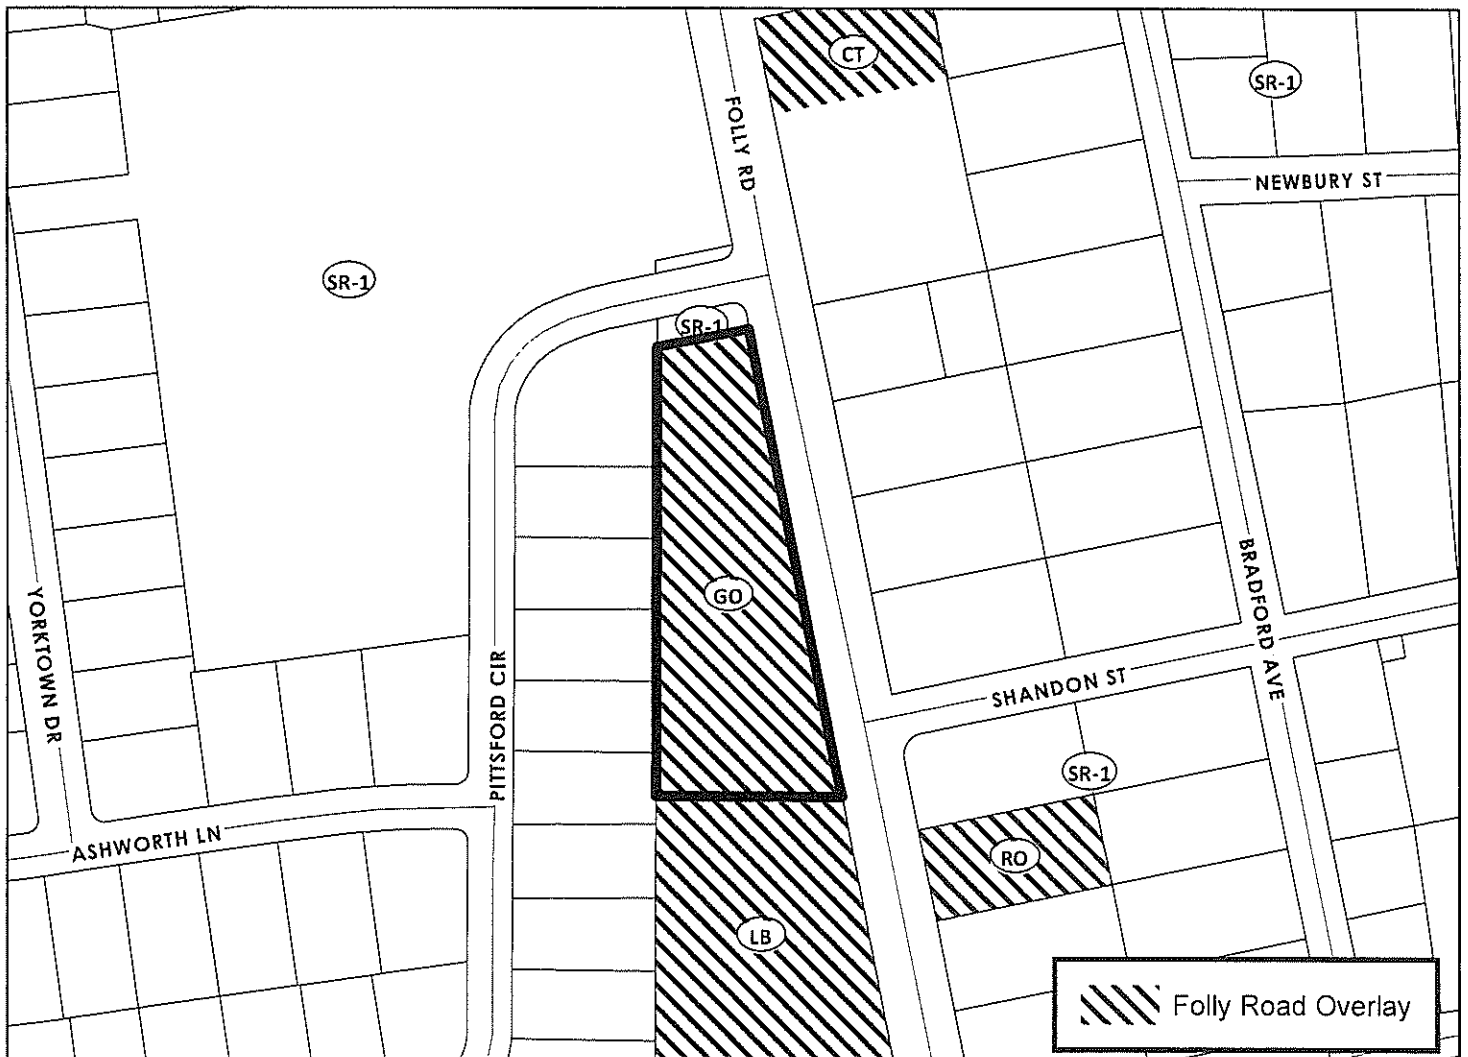 CT
SR-1
FOLLY RD
NEWBURY ST
SR-1
SR-1
GO
BRADFORD AVE
YORKTOWN DR
PITTSFORD CIR
SHANDON ST
SR-1
ASHWORTH LN
RO
LB
Folly Road Overlay